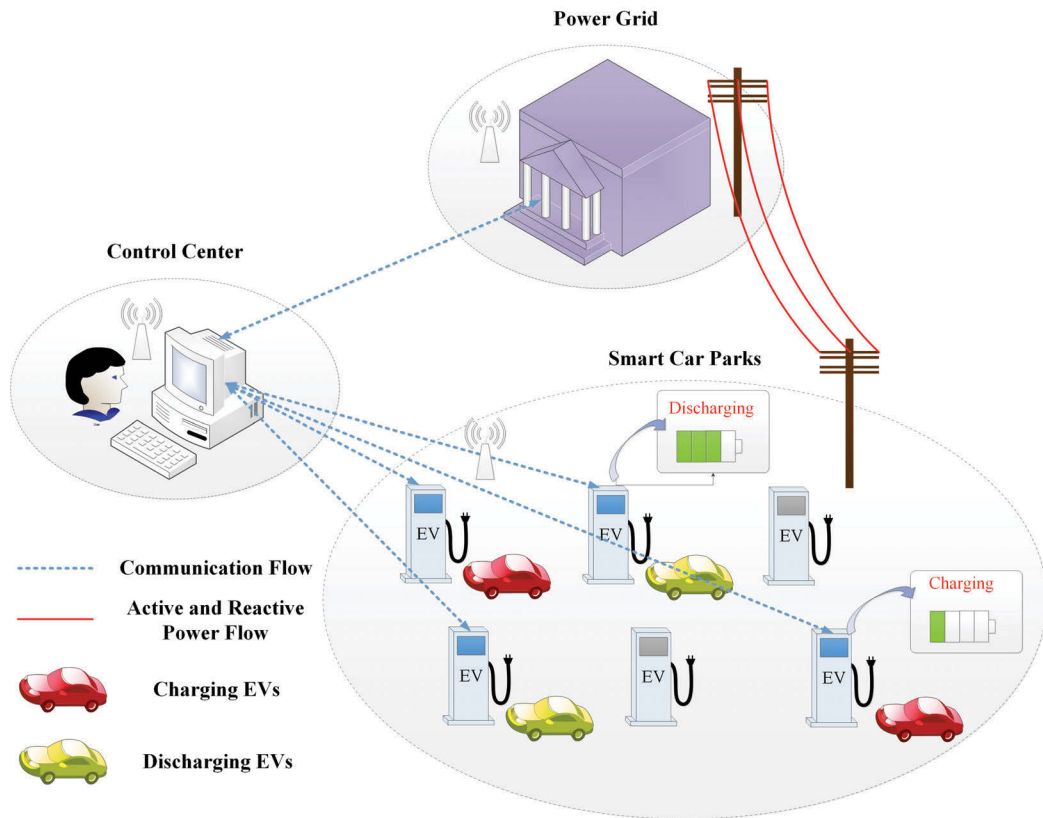 Power Grid
Control Center
Smart Car Parks
Discharging
EV
EV
EV
Charging
EV
EV
EV
Communication Flow
Active and Reactive
Power Flow
Charging EVs
Discharging EVs